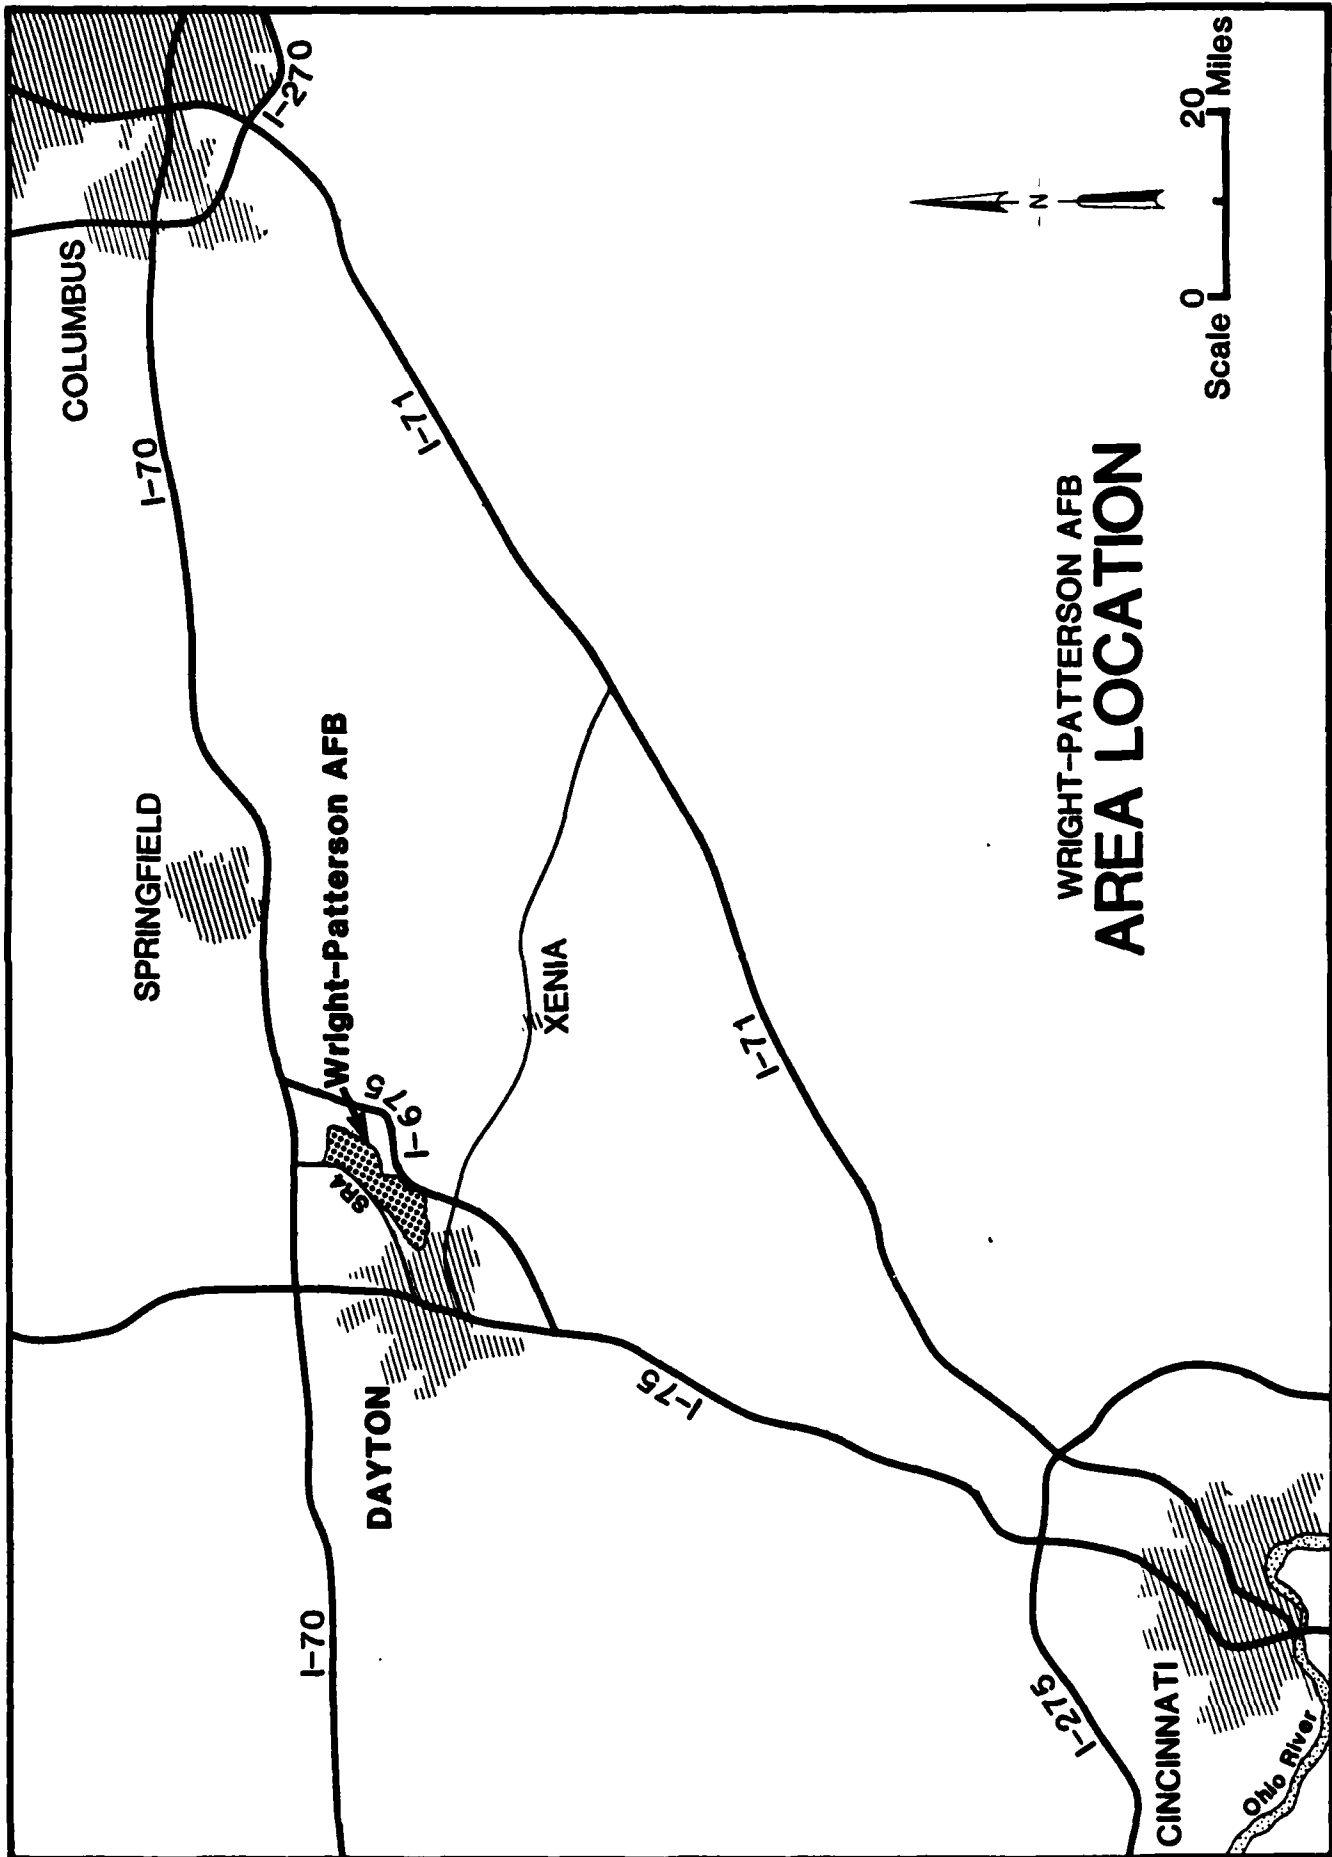 COLUMBUS
I-270
I-70
I-71
SPRINGFIELD
Wright-Patterson AFB
I-675
SR4
XENIA
DAYTON
I-75
I-71
I-70
I-275
CINCINNATI
Ohio River
N
0 20
Scale Miles
WRIGHT-PATTERSON AFB
AREA LOCATION